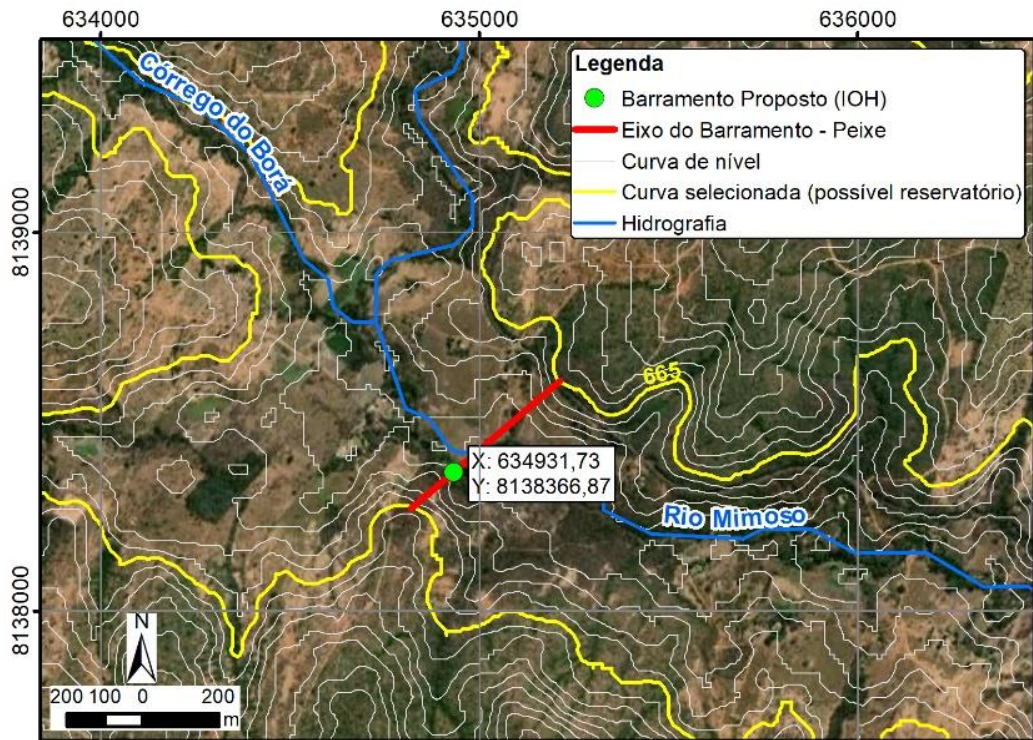 634000 635000 636000
Legenda
Barramento Proposto (IOH)
Eixo do Barramento - Peixe
Curva de nível
Curva selecionada (possível reservatório)
Hidrografia
Córrego do Borá
8139000
665
X: 634931,73
Y: 8138366,87
Rio Mimoso
8138000
N
200 100 0 200
m